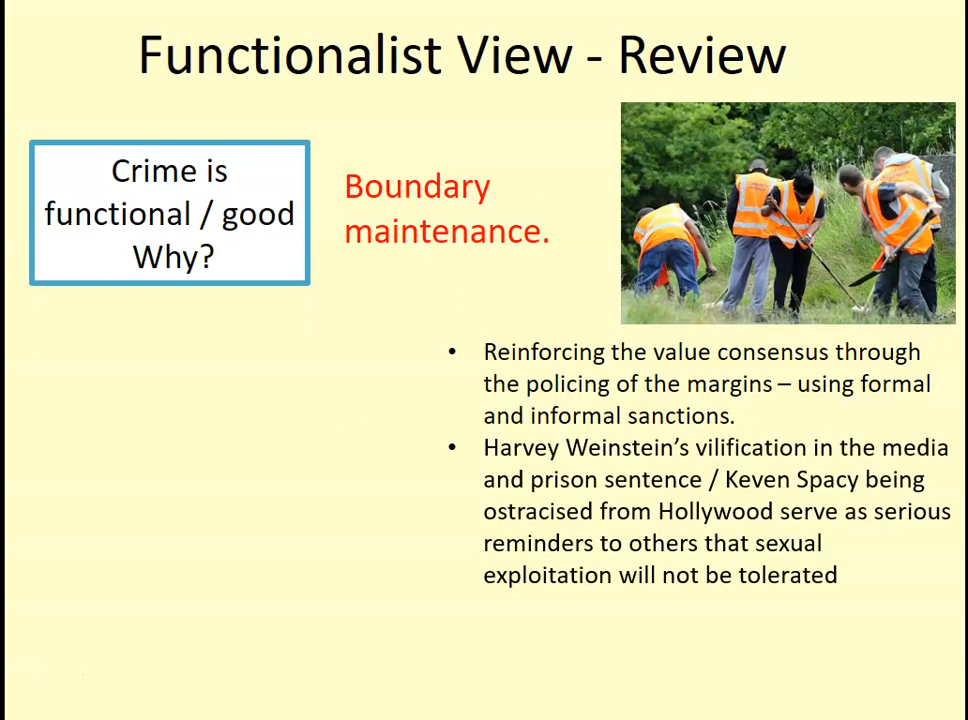 Functionalist View - Review
Crime is
functional / good
Why?
Boundary
maintenance.
• Reinforcing the value consensus through
the policing of the margins – using formal
and informal sanctions.
• Harvey Weinstein’s vilification in the media
and prison sentence / Keven Spacy being
ostracised from Hollywood serve as serious
reminders to others that sexual
exploitation will not be tolerated